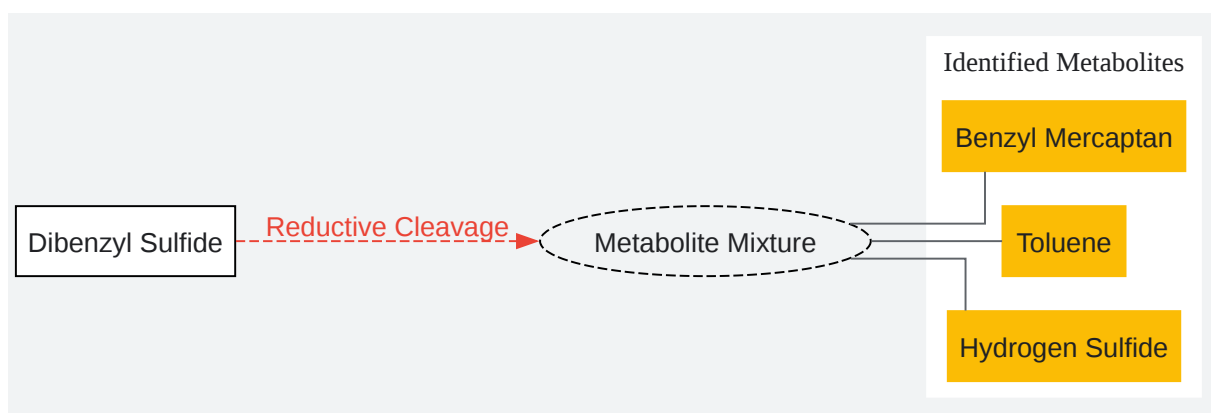 Identified Metabolites
Benzyl Mercaptan
Reductive Cleavage
Dibenzyl Sulfide
Metabolite Mixture
Toluene
Hydrogen Sulfide